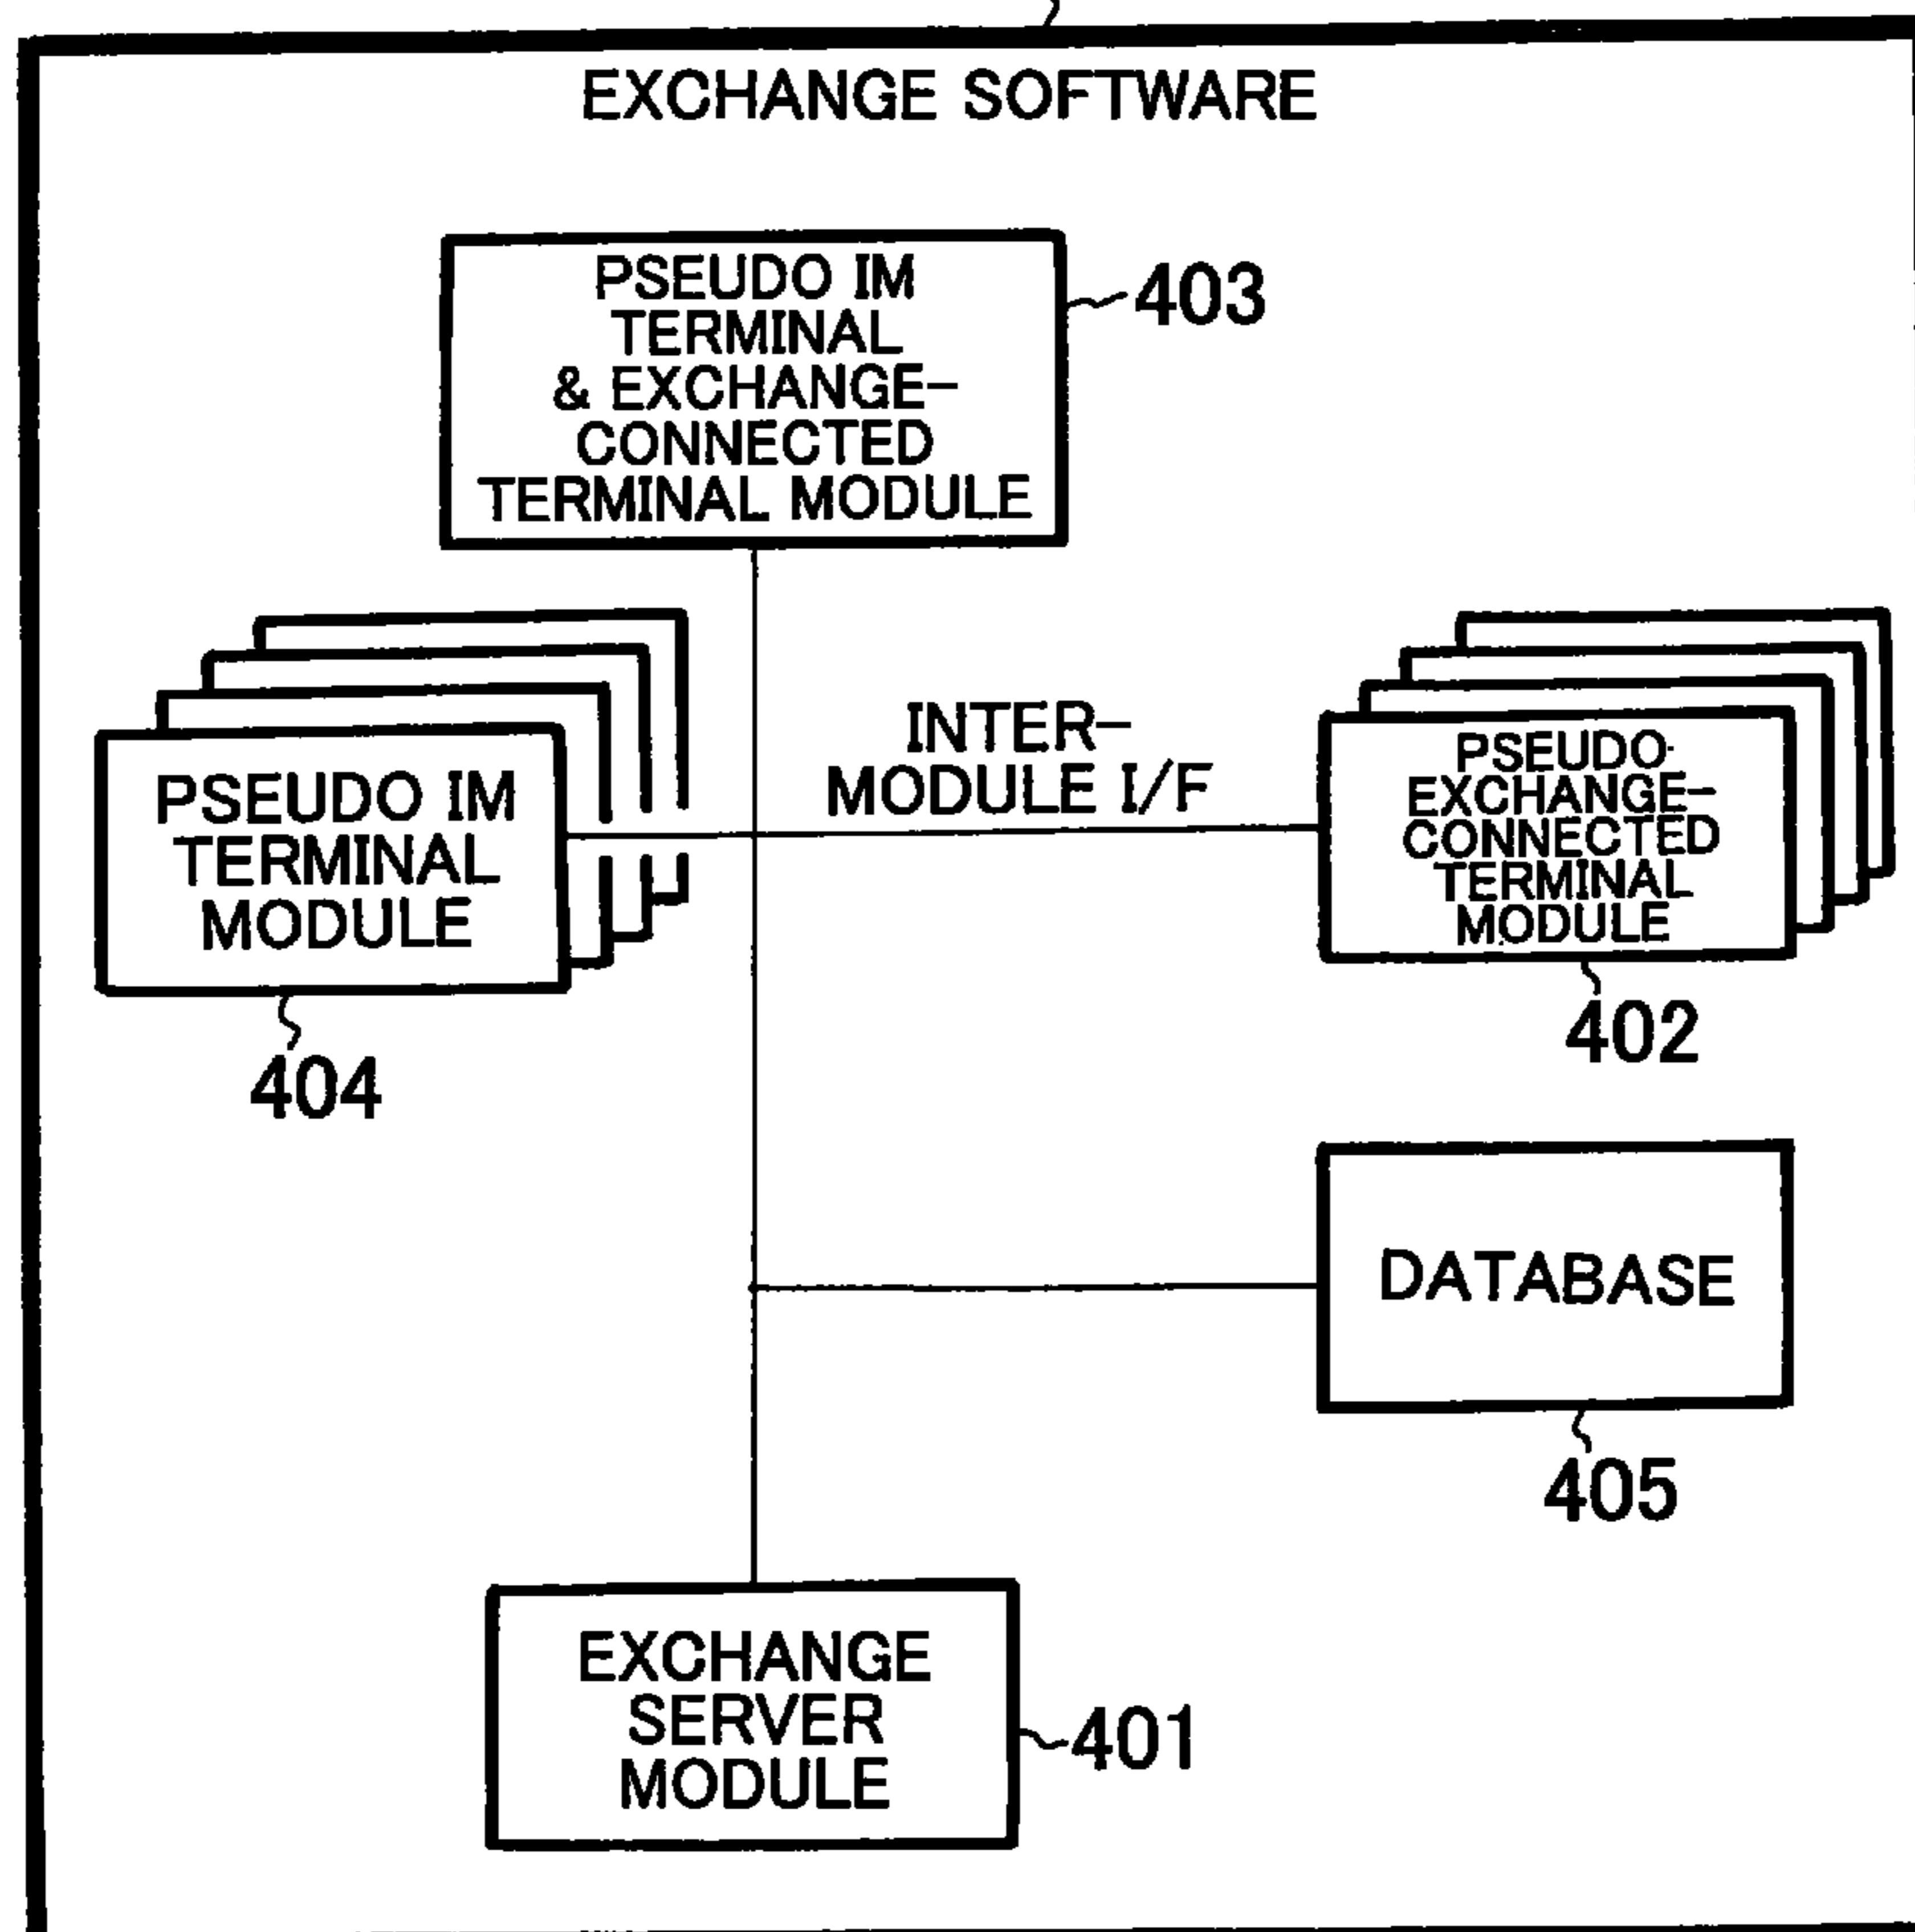 EXCHANGE SOFTWARE
PSEUDO IM
TERMINAL
& EXCHANGE-
CONNECTED
TERMINAL MODULE
403
PSEUDO IM
TERMINAL
MODULE
404
INTER-
MODULE I/F
PSEUDO-
EXCHANGE-
CONNECTED
TERMINAL
MODULE
402
DATABASE
405
EXCHANGE
SERVER
MODULE
401